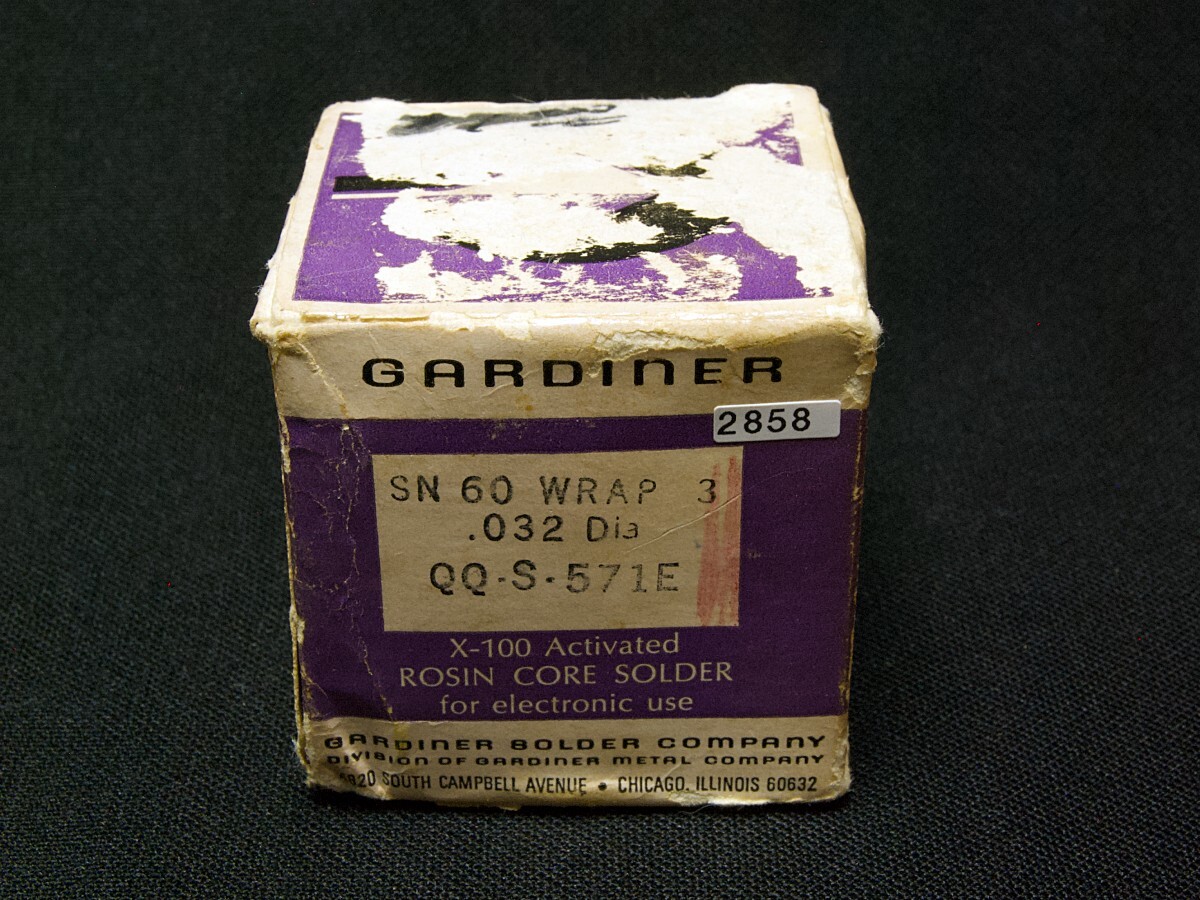 GARDINER
2858
SN 60 WRAP 3
.032 Dia
QQ-S-571E
X-100 Activated
ROSIN CORE SOLDER
for electronic use
GARDINER SOLDER COMPANY
DIVISION OF GARDINER METAL COMPANY
SOUTH CAMPBELL AVENUE • CHICAGO, ILLINOIS 60632